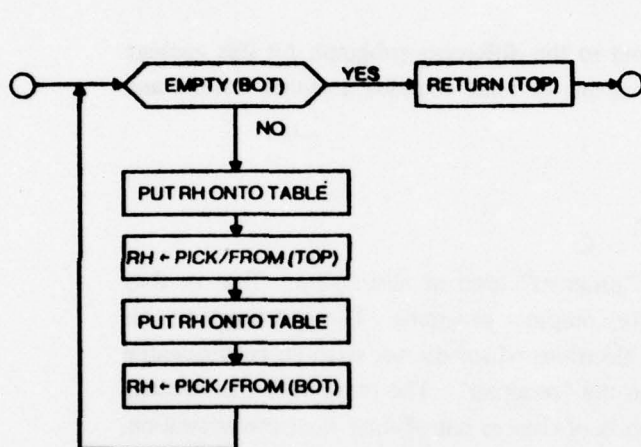 EMPTY (BOT)
YES
RETURN (TOP)
NO
PUT RH ONTO TABLE
RH ← PICK/FROM (TOP)
PUT RH ONTO TABLE
RH ← PICK/FROM (BOT)